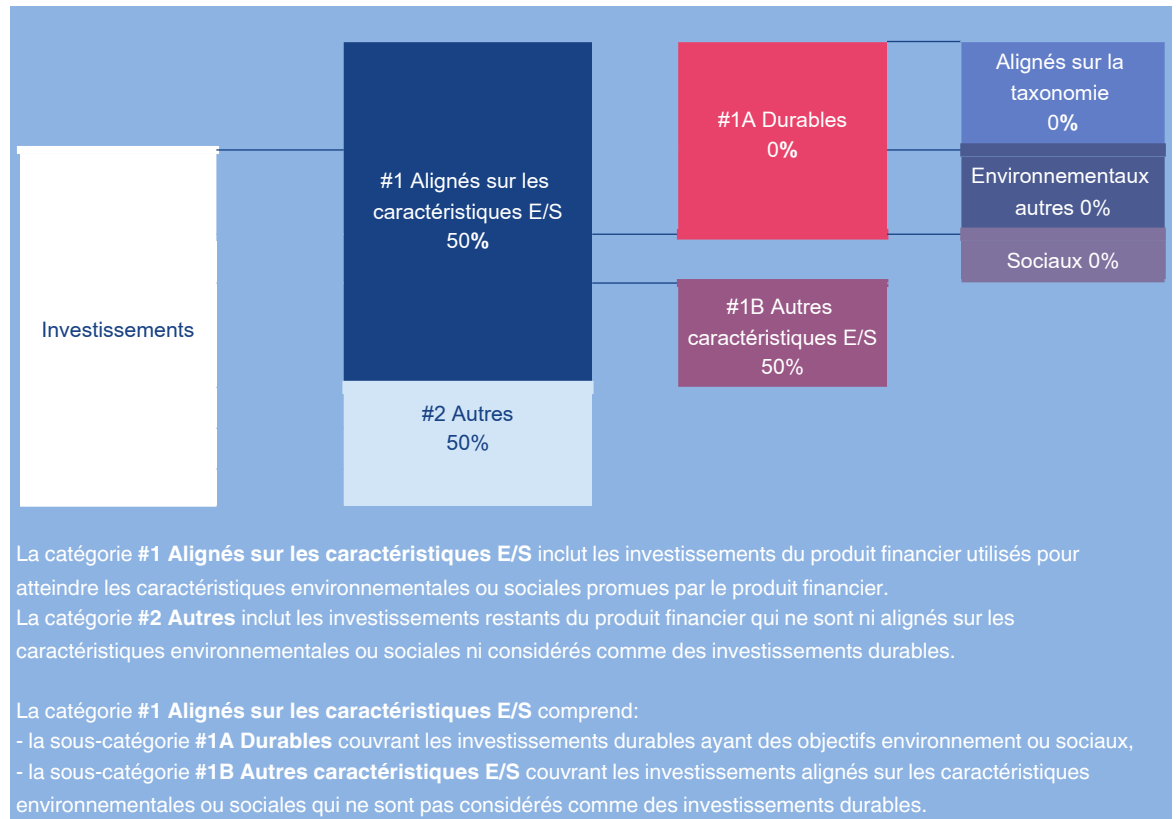 Investissements
#1 Alignés sur les
caractéristiques E/S
50%
#2 Autres
50%
#1A Durables
0%
#1B Autres
caractéristiques E/S
50%
Alignés sur la
taxonomie
0%
Environnementaux
autres 0%
Sociaux 0%
La catégorie #1 Alignés sur les caractéristiques E/S inclut les investissements du produit financier utilisés pour
atteindre les caractéristiques environnementales ou sociales promues par le produit financier.
La catégorie #2 Autres inclut les investissements restants du produit financier qui ne sont ni alignés sur les
caractéristiques environnementales ou sociales ni considérés comme des investissements durables.
La catégorie #1 Alignés sur les caractéristiques E/S comprend:
- la sous-catégorie #1A Durables couvrant les investissements durables ayant des objectifs environnement ou sociaux,
- la sous-catégorie #1B Autres caractéristiques E/S couvrant les investissements alignés sur les caractéristiques
environnementales ou sociales qui ne sont pas considérés comme des investissements durables.